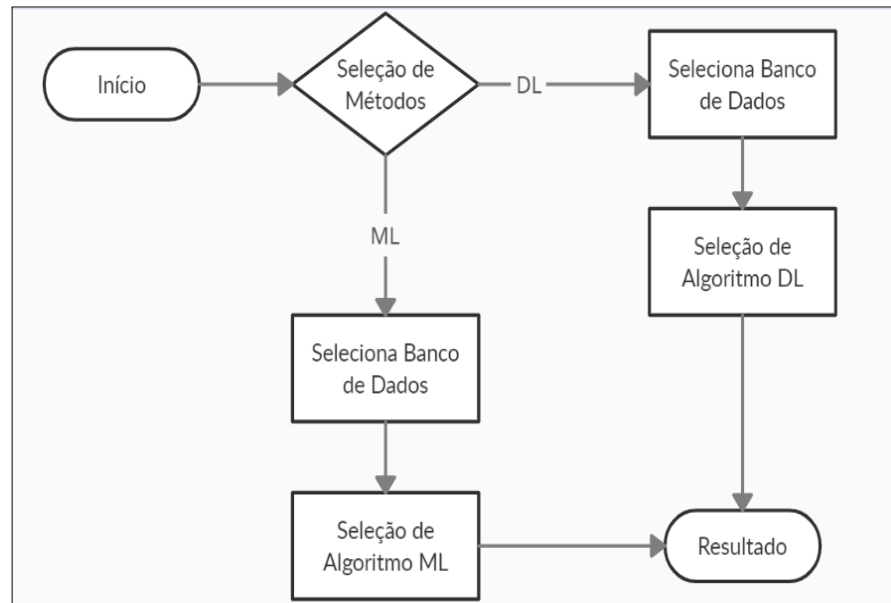 Início
Seleção de
Métodos
DL
Seleciona Banco
de Dados
Seleção de
Algoritmo DL
ML
Seleciona Banco
de Dados
Seleção de
Algoritmo ML
Resultado